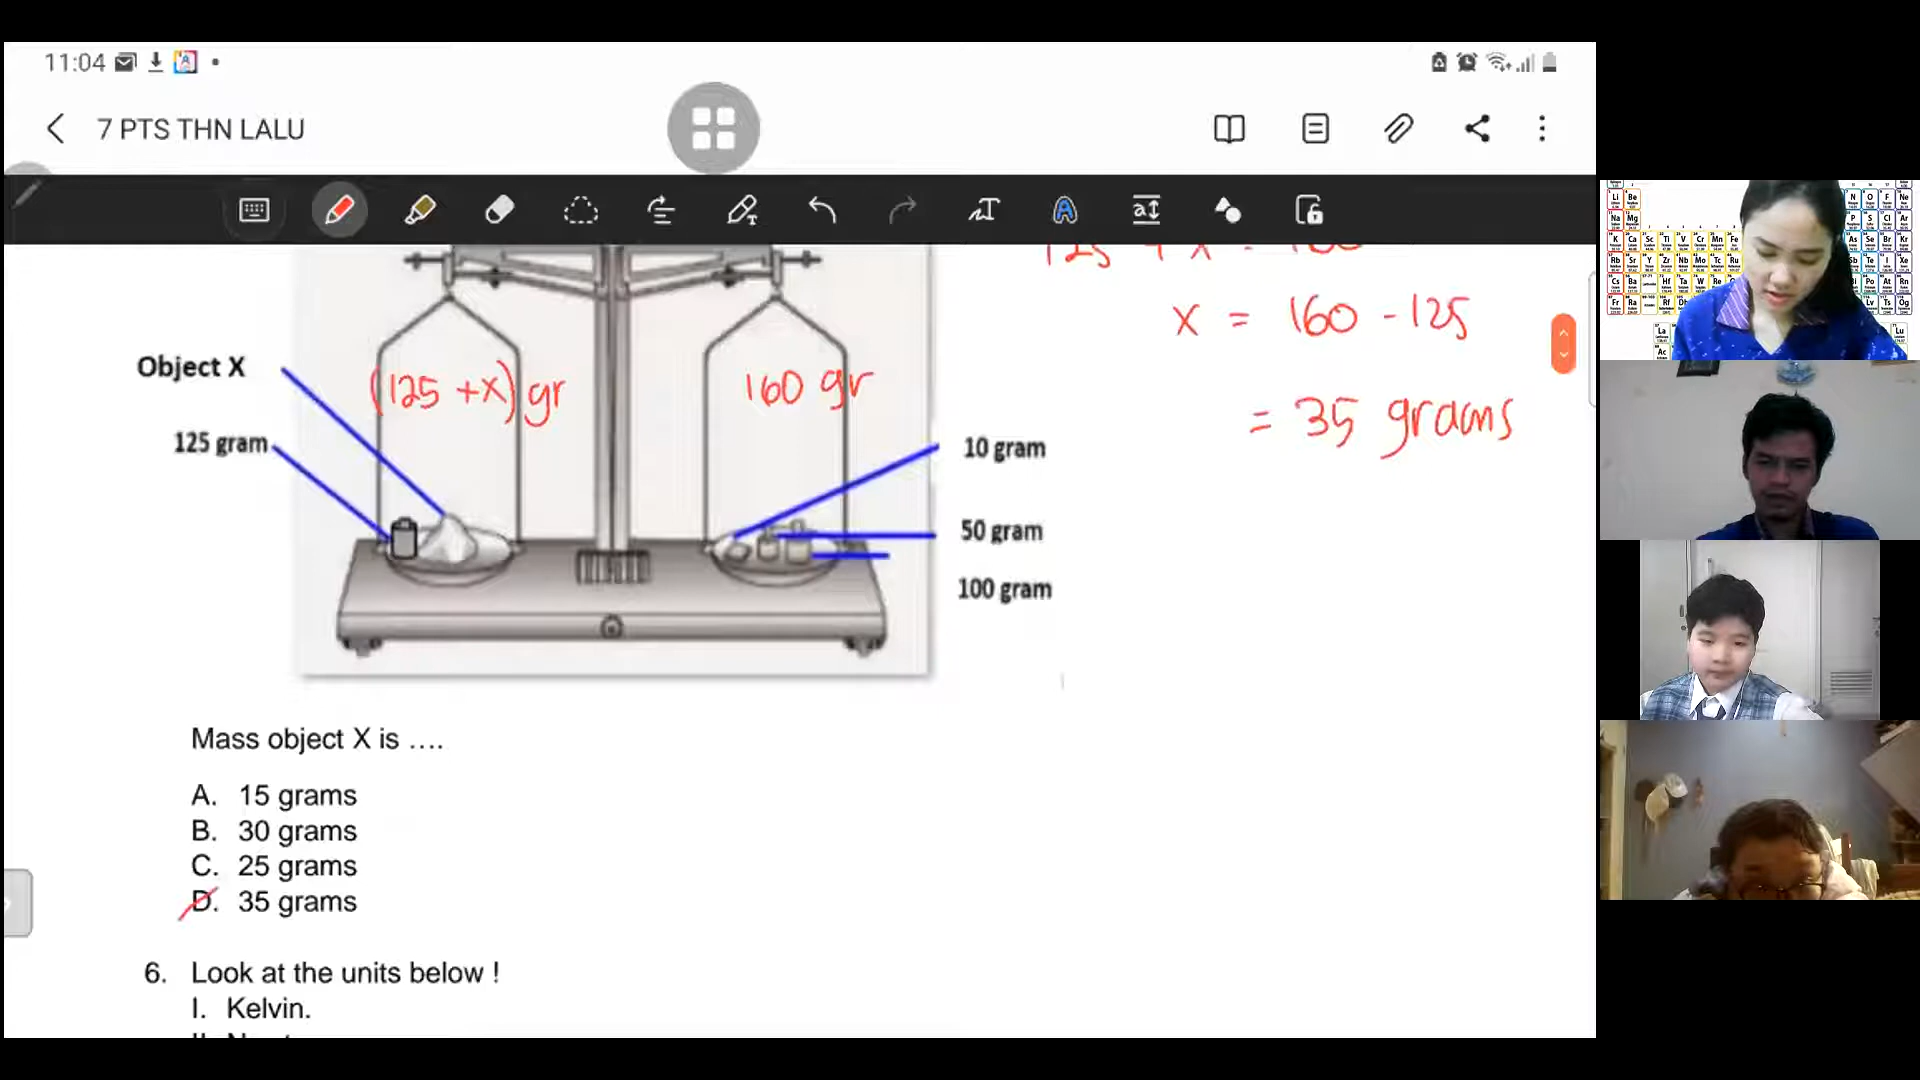 11:04
7 PTS THN LALU
125 + x = 160
x = 160 - 125
= 35 grams
Object X
(125 + x) gr
160 gr
125 gram
10 gram
50 gram
100 gram
Mass object X is ....
A. 15 grams
B. 30 grams
C. 25 grams
D. 35 grams
6. Look at the units below !
I. Kelvin.